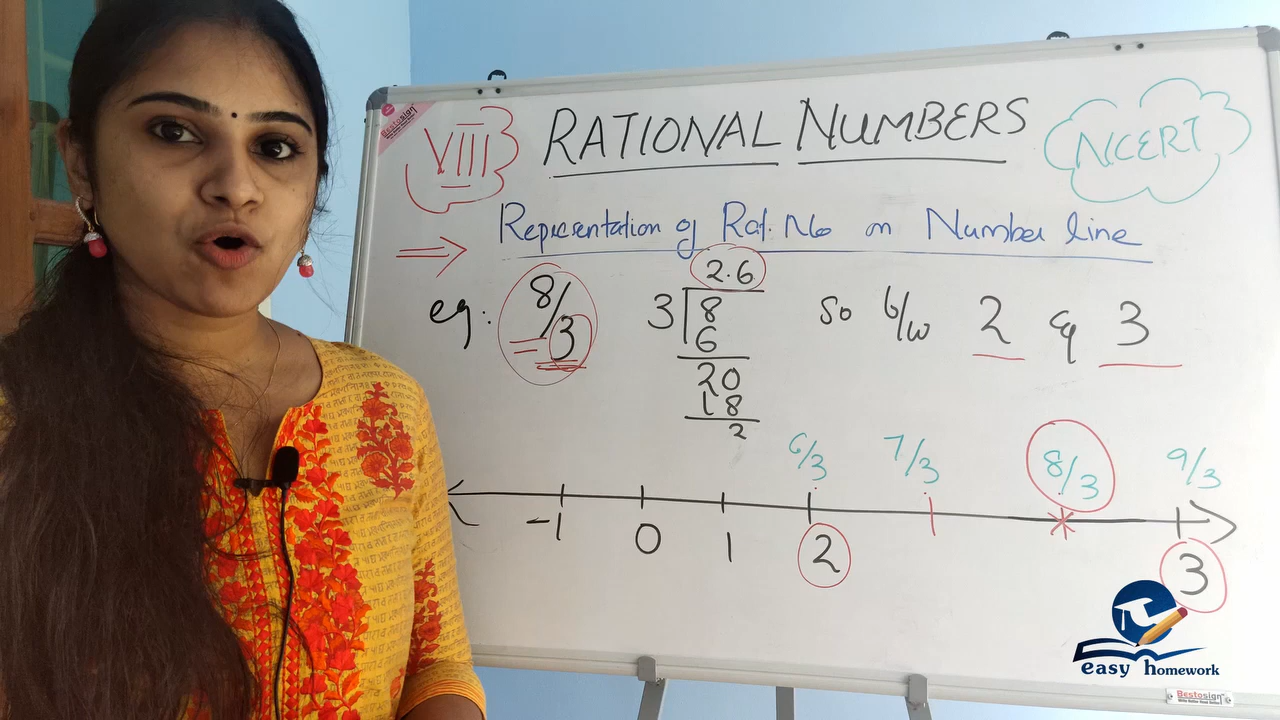 Bestosign
VIII RATIONAL NUMBERS NCERT
⇒ Representation of Rat. No on Number line
eg: 8/3
2.6
3 8 so b/w 2 & 3
6
20
18
2
6/3 7/3 8/3 9/3
-1 0 1 2 3
easy homework
Bestosign